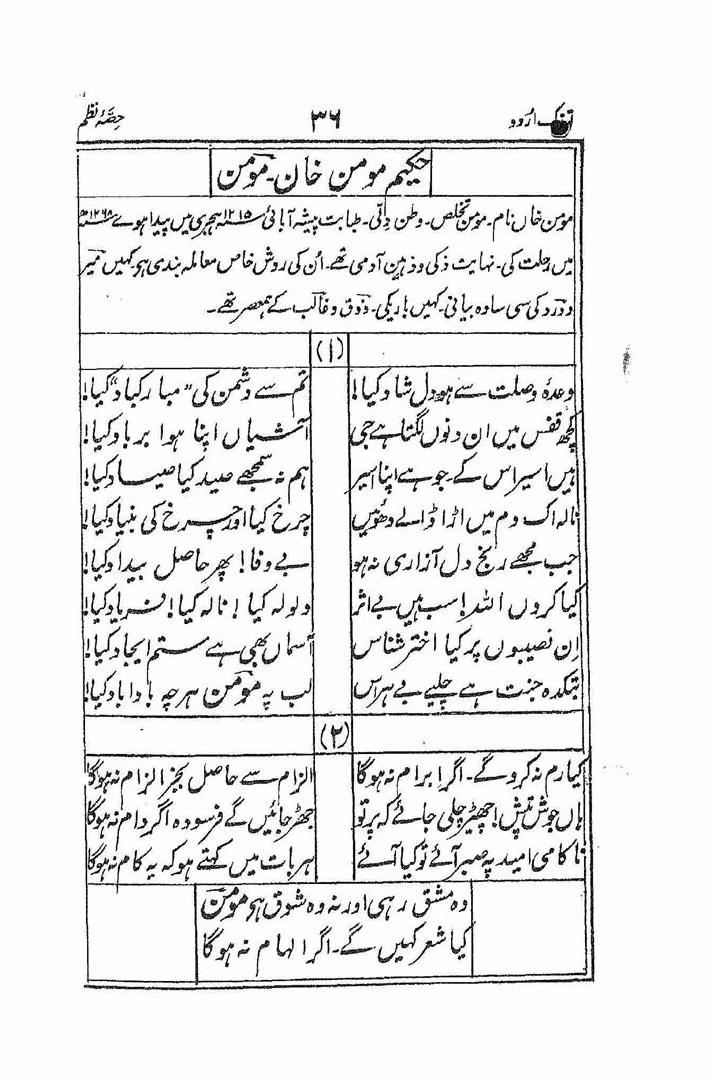 تزک اردو ۳۶ حصّۂ نظم
حکیم مومن خان۔ مومن
مومن خاں نام۔ مومن تخلص۔ وطن دلّی۔ طبابت پیشہ آبائی ۱۲۱۵ سنہ ہجری میں پیدا ہوے ۱۲۶۸ سنہ ھ
میں رحلت کی۔ نہایت ذکی و ذہین آدمی تھے۔ اُن کی روش خاص معاملہ بندی ہی کہیں میر
و درد کی سی سادہ بیانی۔ کہیں باریکی۔ ذوق و غالب کے ہمعصر تھے۔
(۱)
وعدۂ وصلت سے ہو دل شاد کیا! تم سے دشمن کی "مبارکباد" کیا!
کچھ قفس میں ان دنوں لگتا ہے جی آشیاں اپنا ہوا برباد کیا!
ہیں اسیر اس کے۔ جو ہے اپنا اسیر ہم نہ سمجھے صید کیا صیاد کیا!
نالہ اک دم میں اڑا ڈالے دھوئیں چرخ کیا اور چرخ کی بنیاد کیا!
جب مجھے رنج دل آزاری نہ ہو بے وفا! پھر حاصل بیداد کیا!
کیا کروں اللہ! سب ہیں بے اثر ولولہ کیا! نالہ کیا! فریاد کیا!
اِن نصیبوں پر کیا اختر شناس آسماں بھی ہے ستم ایجاد کیا!
بتکدہ جنت ہے چلیے بے ہراس لب پہ مومن ہرچہ بادا باد کیا!
(۲)
کیا رم نہ کرو گے۔ اگر ابرام نہ ہوگا الزام سے حاصل بجز الزام نہ ہوگا
ہاں جوش تپش! چھیڑ چلی جائے کہ پر تو جھڑ جائیں گے فرسودہ اگر دام نہ ہوگا
ناکامی امید پہ صبر آئے تو کیا آئے ہر بات میں کہتے ہو کہ یہ کام نہ ہوگا
وہ مشق رہی اور نہ وہ شوق ہی مومن
کیا شعر کہیں گے۔ اگر الہام نہ ہوگا